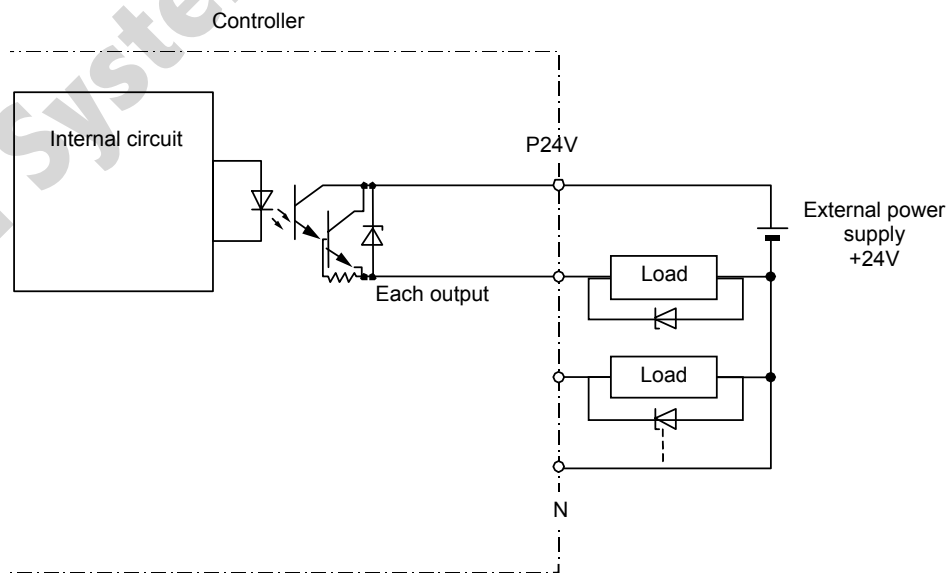 Controller
Internal circuit
P24V
External power
supply
+24V
Load
Each output
Load
N